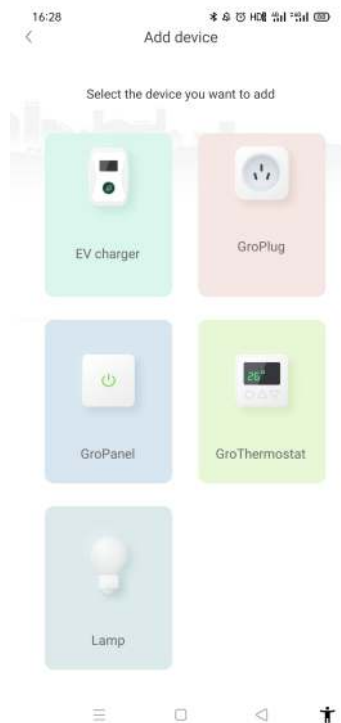 16:28
Add device
Select the device you want to add
EV charger
GroPlug
26°
GroPanel
GroThermostat
Lamp